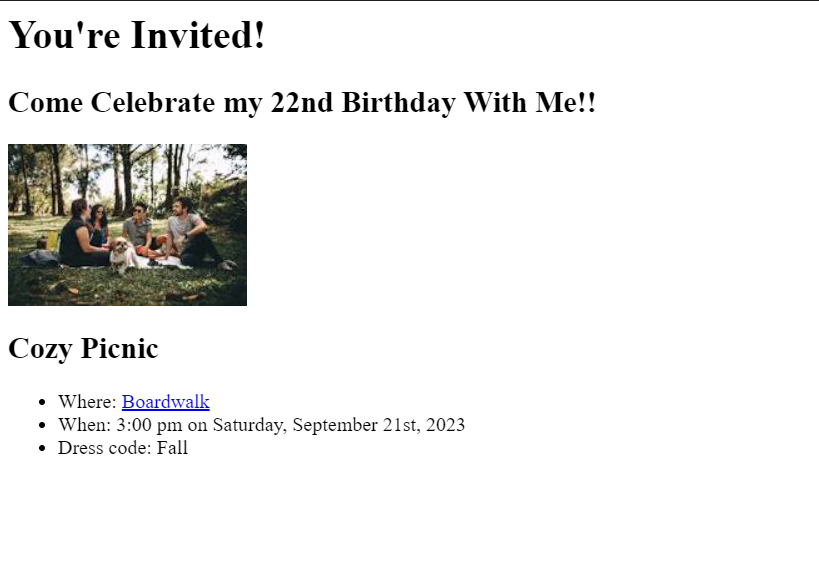 You're Invited!
Come Celebrate my 22nd Birthday With Me!!
Cozy Picnic
Where: Boardwalk
When: 3:00 pm on Saturday, September 21st, 2023
Dress code: Fall